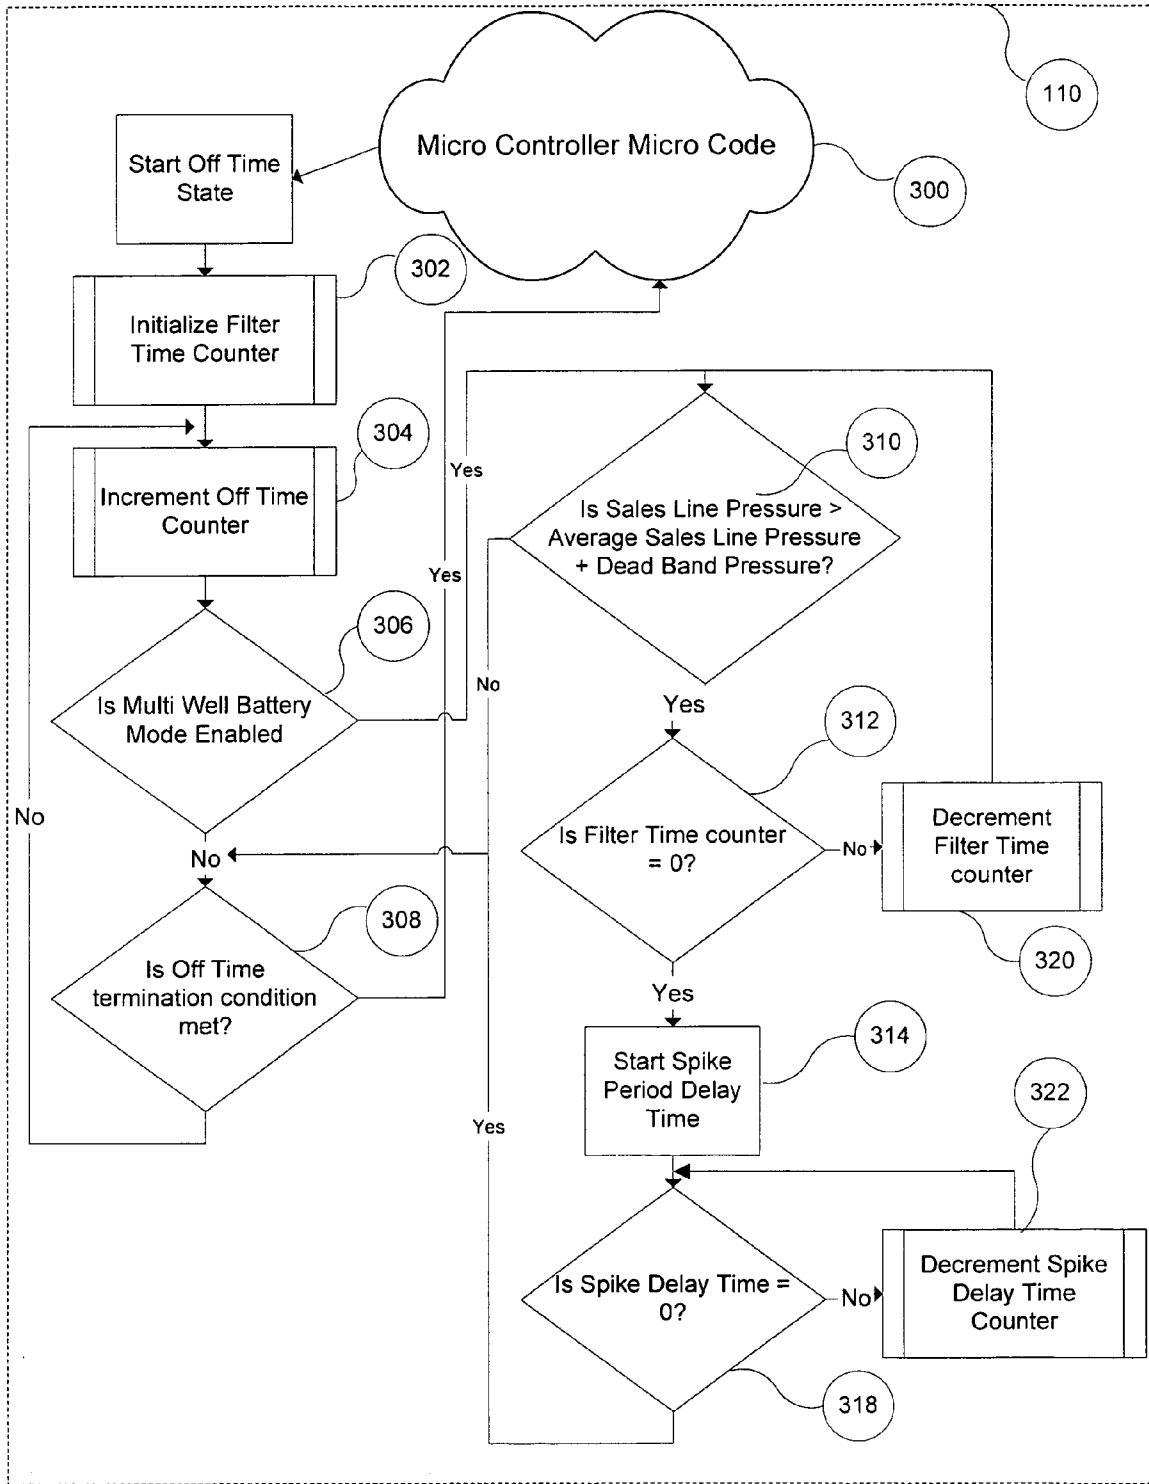 110
Micro Controller Micro Code
300
Start Off Time
State
302
Initialize Filter
Time Counter
304
Increment Off Time
Counter
306
Is Multi Well Battery
Mode Enabled
Yes
No
No
308
Is Off Time
termination condition
met?
Yes
310
Is Sales Line Pressure >
Average Sales Line Pressure
+ Dead Band Pressure?
No
Yes
312
Is Filter Time counter
= 0?
No
Decrement
Filter Time
counter
320
Yes
314
Start Spike
Period Delay
Time
322
Is Spike Delay Time =
0?
No
Decrement Spike
Delay Time
Counter
Yes
318